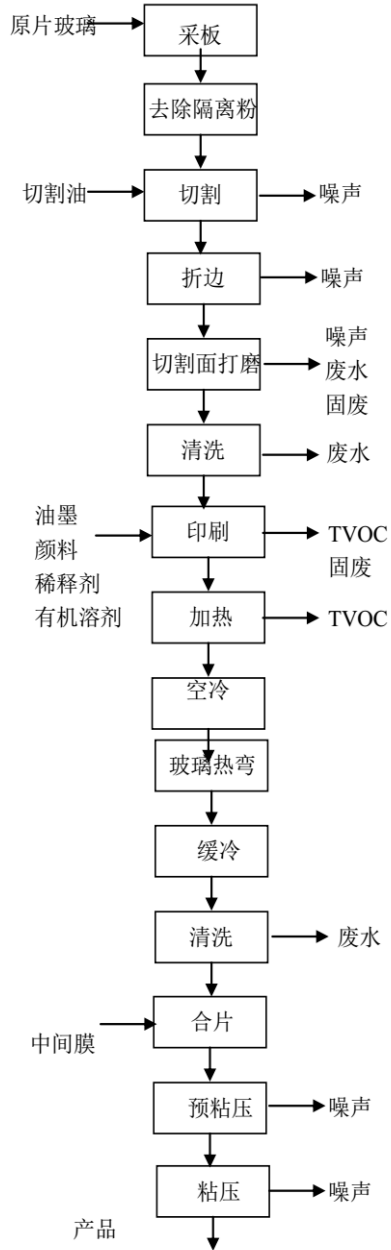 原片玻璃
采板
去除隔离粉
切割油
切割
噪声
折边
噪声
切割面打磨
噪声
废水
固废
清洗
废水
油墨
颜料
稀释剂
有机溶剂
印刷
TVOC
固废
加热
TVOC
空冷
玻璃热弯
缓冷
清洗
废水
中间膜
合片
预粘压
噪声
粘压
噪声
产品